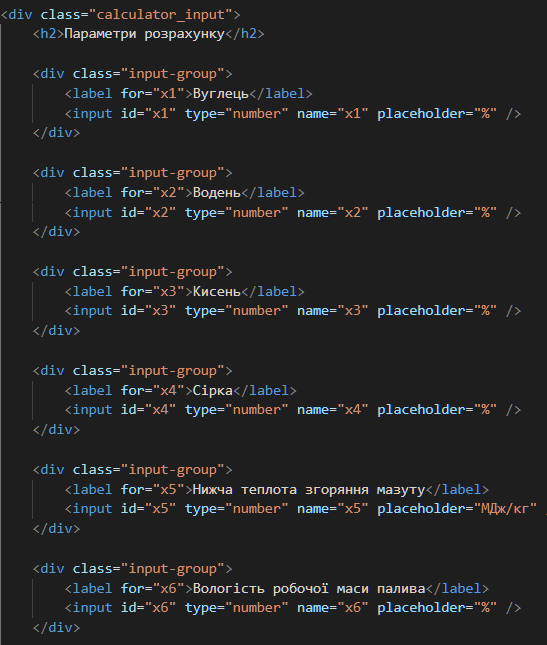 <div class="calculator_input">
<h2>Параметри розрахунку</h2>
<div class="input-group">
<label for="x1">Вуглець</label>
<input id="x1" type="number" name="x1" placeholder="%" />
</div>
<div class="input-group">
<label for="x2">Водень</label>
<input id="x2" type="number" name="x2" placeholder="%" />
</div>
<div class="input-group">
<label for="x3">Кисень</label>
<input id="x3" type="number" name="x3" placeholder="%" />
</div>
<div class="input-group">
<label for="x4">Сірка</label>
<input id="x4" type="number" name="x4" placeholder="%" />
</div>
<div class="input-group">
<label for="x5">Нижча теплота згоряння мазуту</label>
<input id="x5" type="number" name="x5" placeholder="МДж/кг"
</div>
<div class="input-group">
<label for="x6">Вологість робочої маси палива</label>
<input id="x6" type="number" name="x6" placeholder="%" />
</div>